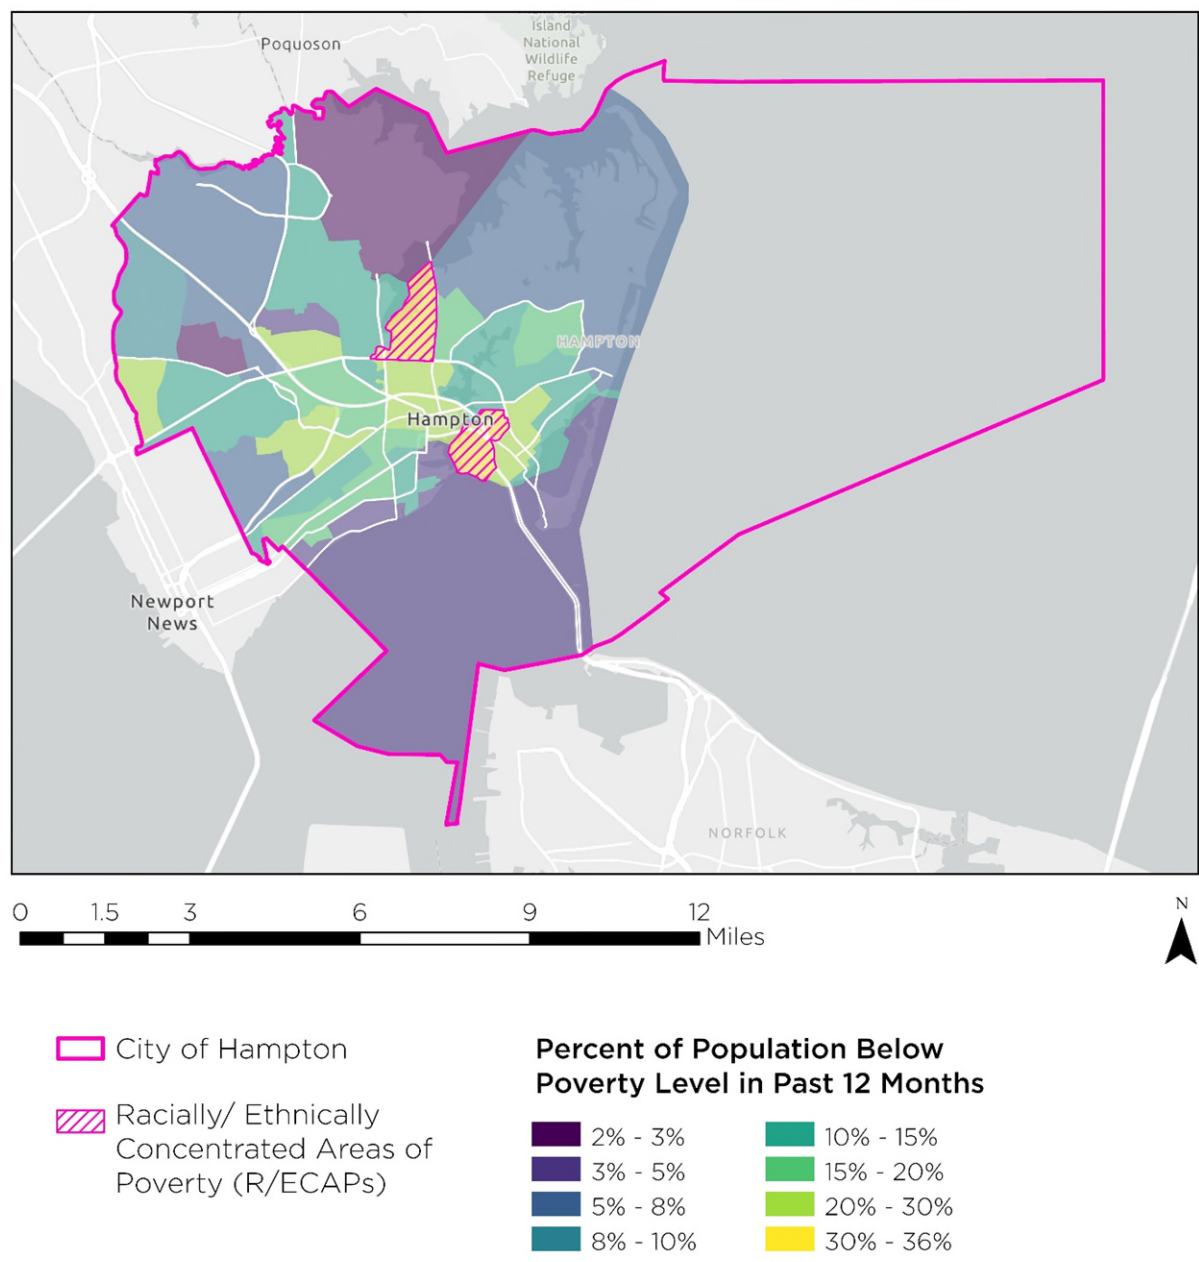 Poquoson
Island
National
Wildlife
Refuge
HAMPTON
Hampton
Newport
News
NORFOLK
0 1.5 3 6 9 12
Miles
N
City of Hampton
Racially/ Ethnically
Concentrated Areas of
Poverty (R/ECAPs)
Percent of Population Below
Poverty Level in Past 12 Months
2% - 3%
3% - 5%
5% - 8%
8% - 10%
10% - 15%
15% - 20%
20% - 30%
30% - 36%